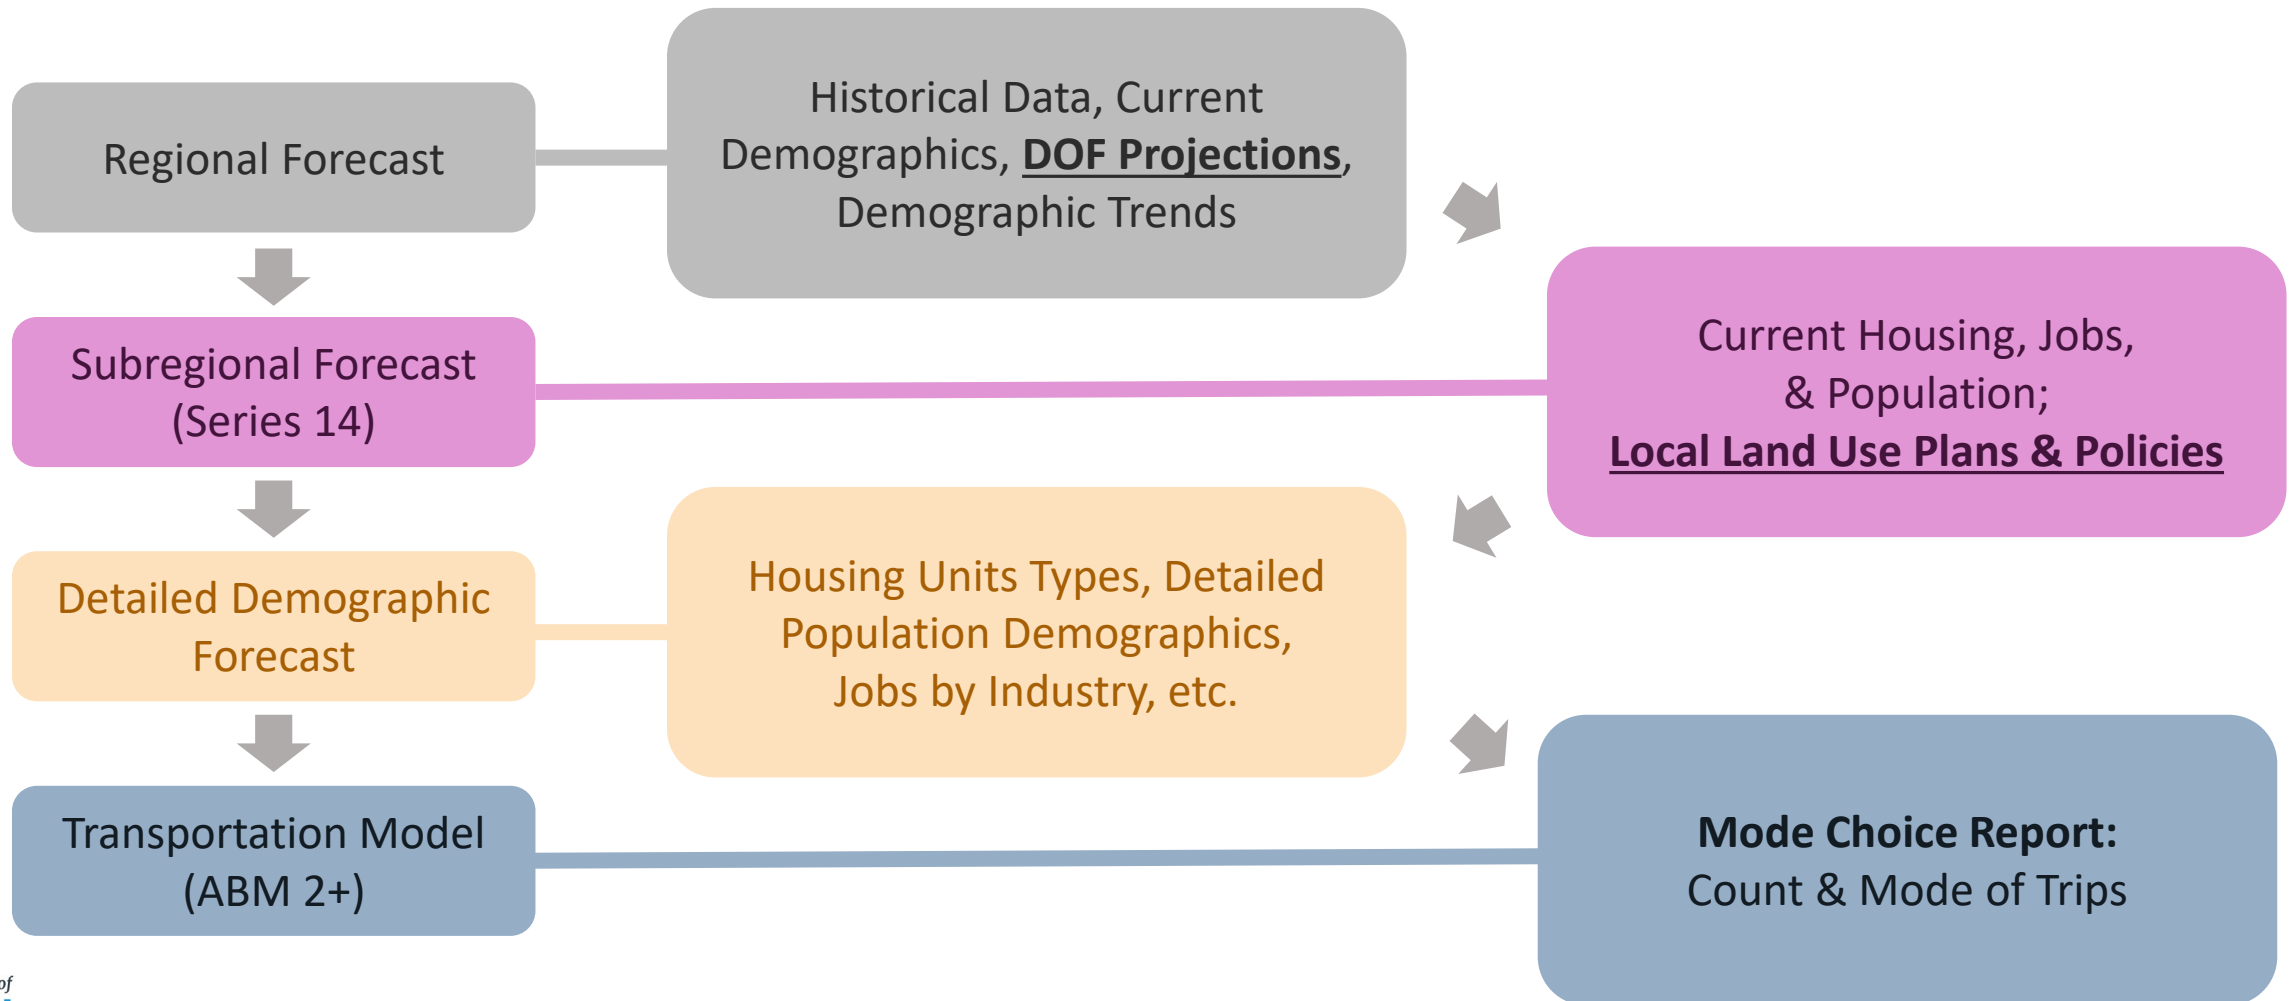 Regional Forecast
Historical Data, Current
Demographics, DOF Projections,
Demographic Trends
Subregional Forecast
(Series 14)
Current Housing, Jobs,
& Population;
Local Land Use Plans & Policies
Detailed Demographic
Forecast
Housing Units Types, Detailed
Population Demographics,
Jobs by Industry, etc.
Transportation Model
(ABM 2+)
Mode Choice Report:
Count & Mode of Trips
of